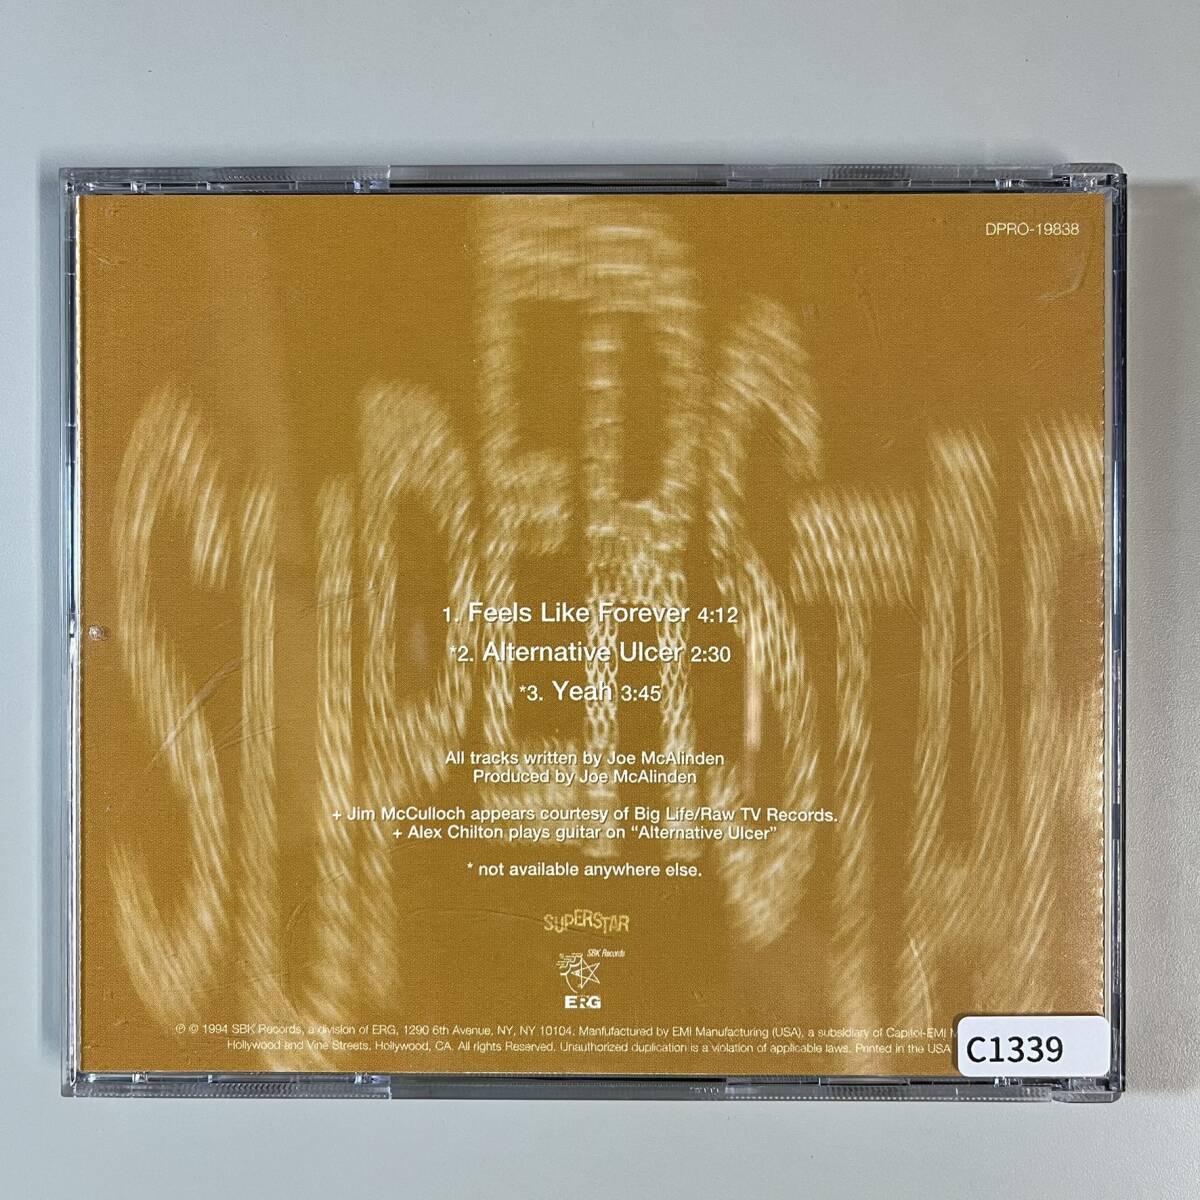 DPRO-19838
1. Feels Like Forever 4:12
*2. Alternative Ulcer 2:30
*3. Yeah 3:45
All tracks written by Joe McAlinden
Produced by Joe McAlinden
+ Jim McCulloch appears courtesy of Big Life/Raw TV Records.
+ Alex Chilton plays guitar on "Alternative Ulcer"
* not available anywhere else.
SUPERSTAR
SBK Records
ERG
℗ © 1994 SBK Records, a division of ERG, 1290 6th Avenue, NY, NY 10104. Manfufactured by EMI Manufacturing (USA), a subsidiary of Capitol-EMI
Hollywood and Vine Streets, Hollywood, CA. All rights Reserved. Unauthorized duplication is a violation of applicable laws. Printed in the USA
C1339